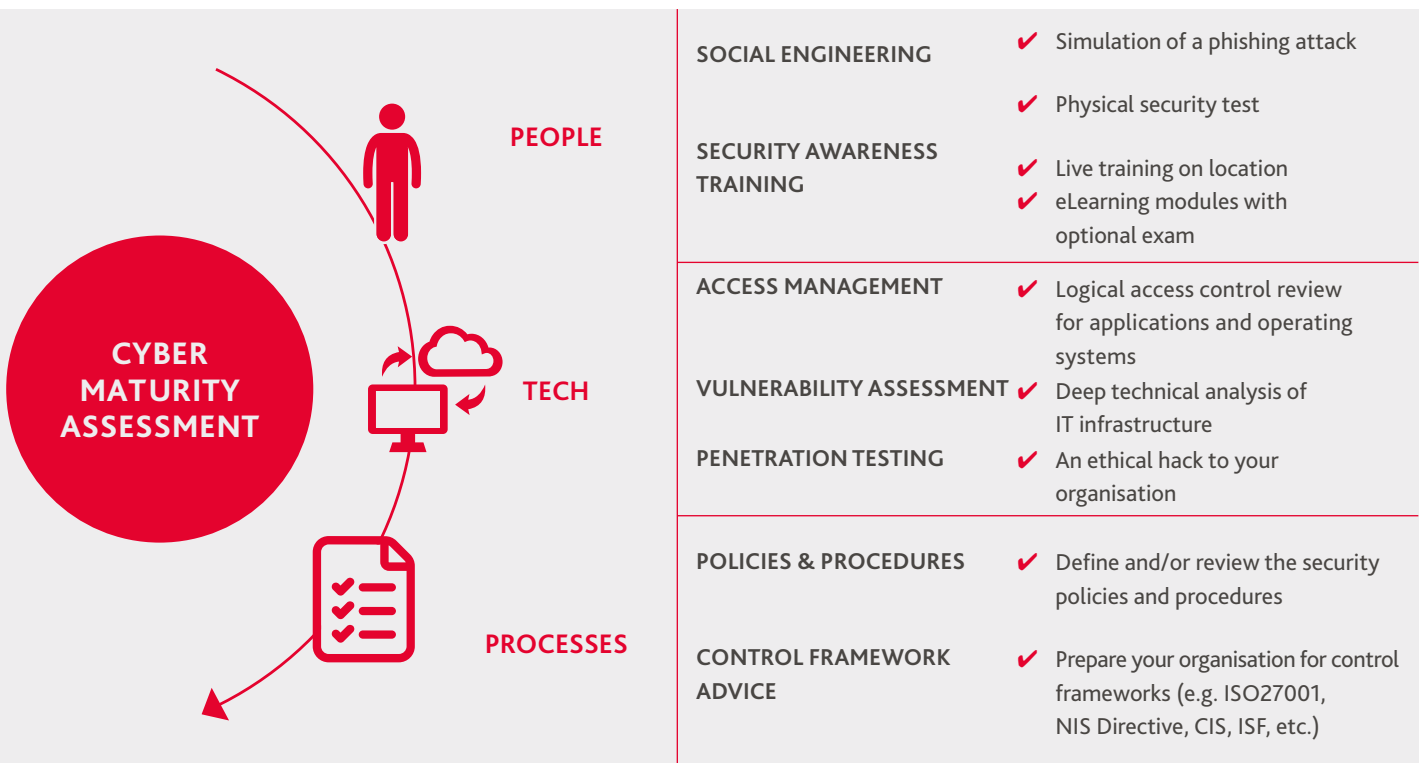 CYBER
MATURITY
ASSESSMENT
PEOPLE
SOCIAL ENGINEERING
✔ Simulation of a phishing attack
✔ Physical security test
SECURITY AWARENESS
TRAINING
✔ Live training on location
✔ eLearning modules with
optional exam
TECH
ACCESS MANAGEMENT
✔ Logical access control review
for applications and operating
systems
VULNERABILITY ASSESSMENT
✔ Deep technical analysis of
IT infrastructure
PENETRATION TESTING
✔ An ethical hack to your
organisation
PROCESSES
POLICIES & PROCEDURES
✔ Define and/or review the security
policies and procedures
CONTROL FRAMEWORK
ADVICE
✔ Prepare your organisation for control
frameworks (e.g. ISO27001,
NIS Directive, CIS, ISF, etc.)